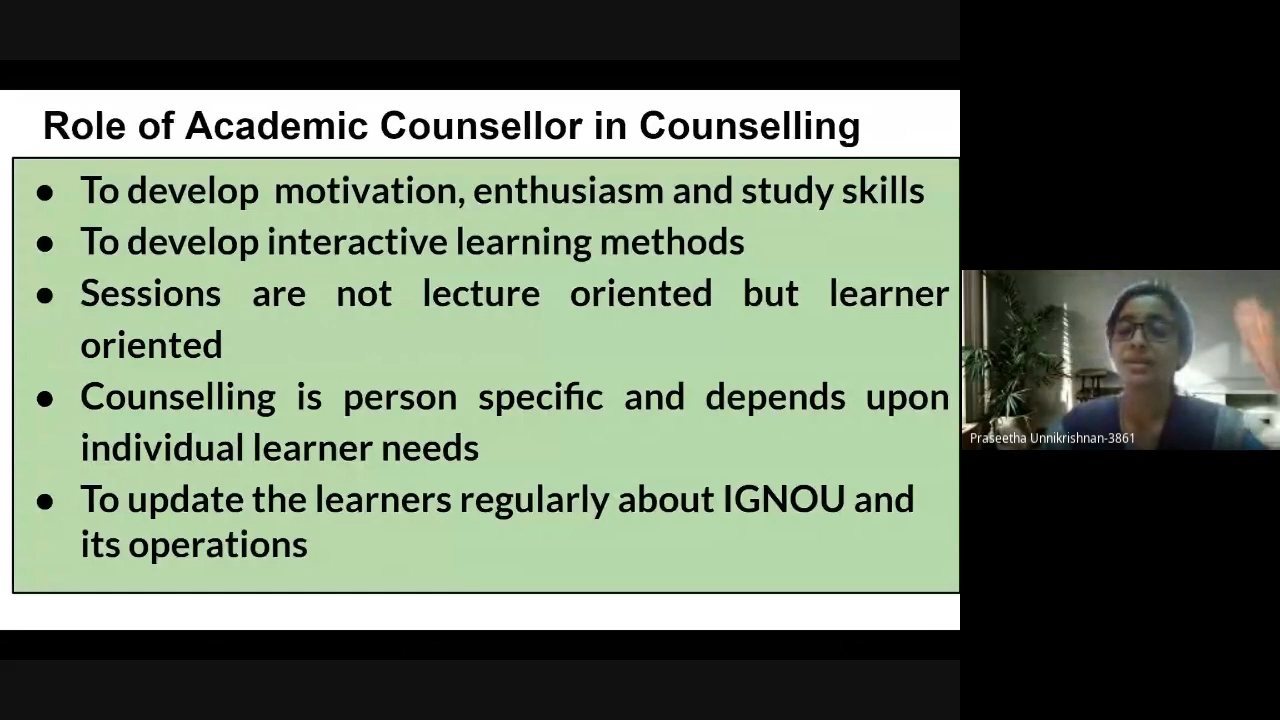 Role of Academic Counsellor in Counselling
● To develop motivation, enthusiasm and study skills
● To develop interactive learning methods
● Sessions are not lecture oriented but learner
oriented
● Counselling is person specific and depends upon
individual learner needs
● To update the learners regularly about IGNOU and
its operations
Praseetha Unnikrishnan-3861